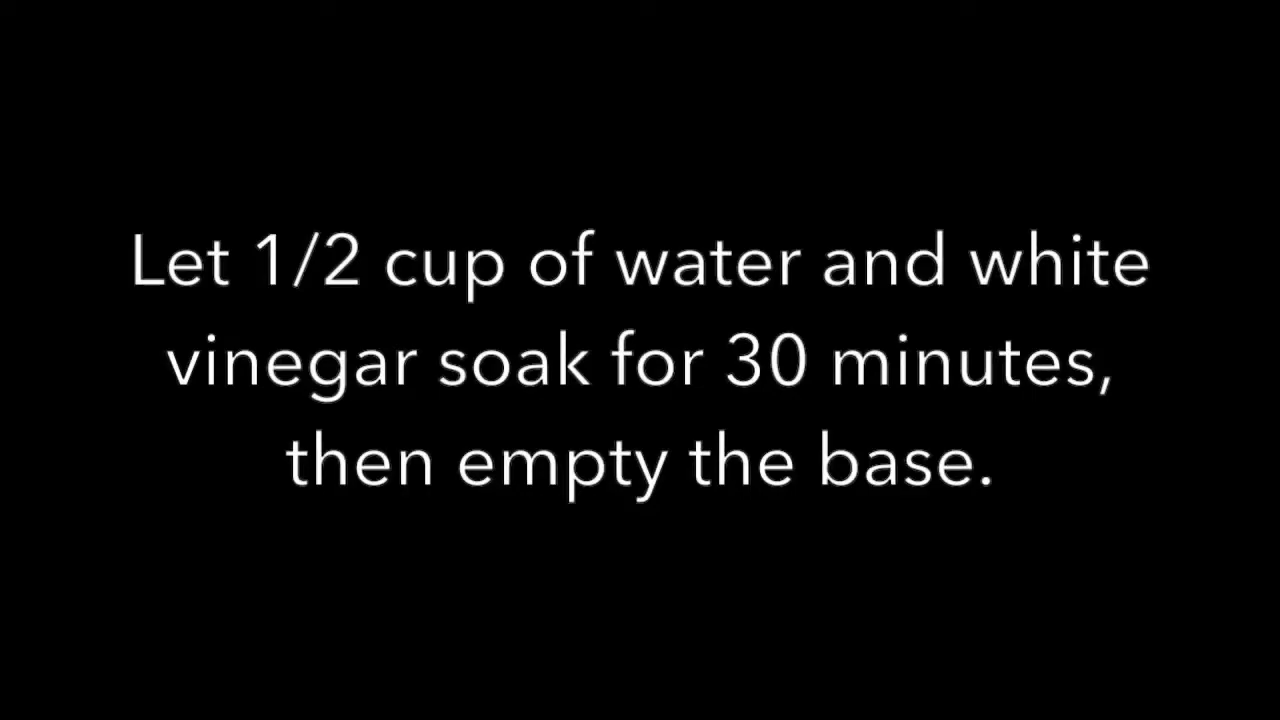 Let 1/2 cup of water and white
vinegar soak for 30 minutes,
then empty the base.